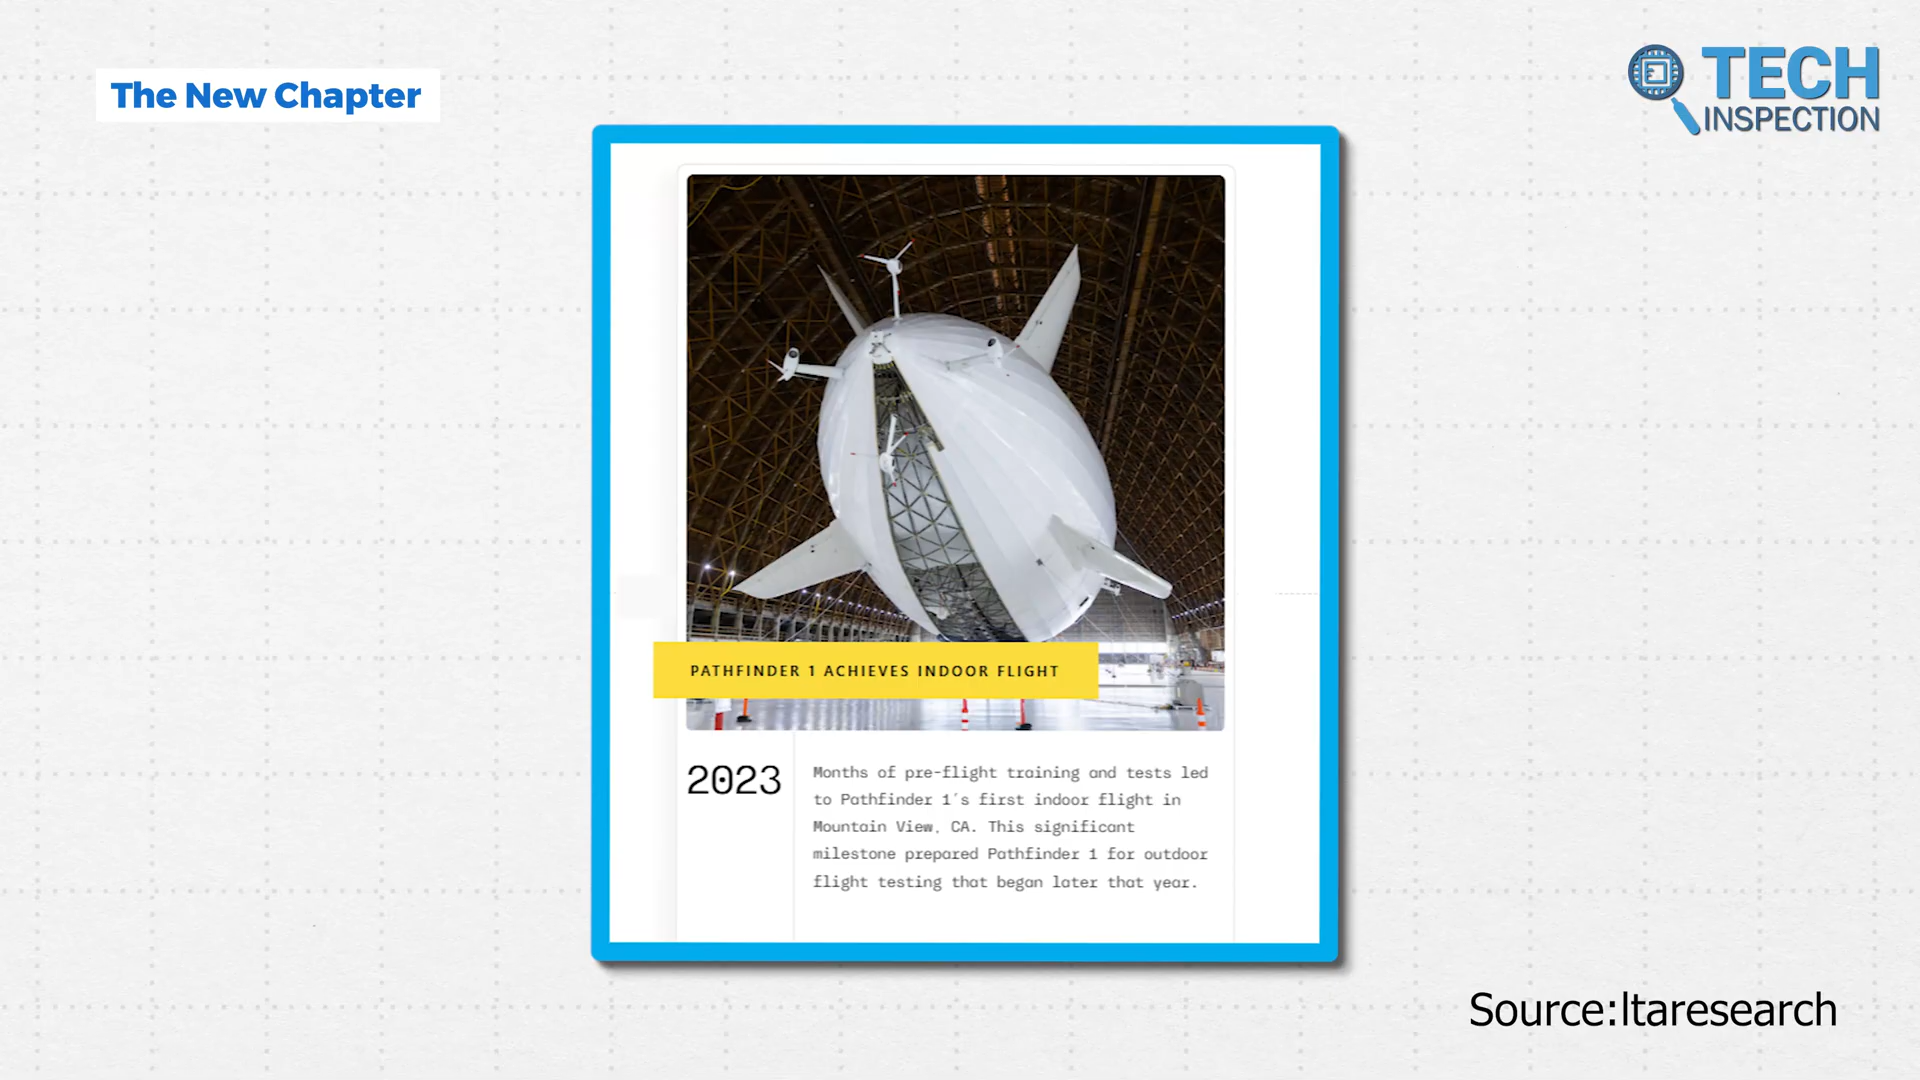 The New Chapter
TECH
INSPECTION
PATHFINDER 1 ACHIEVES INDOOR FLIGHT
2023
Months of pre-flight training and tests led
to Pathfinder 1's first indoor flight in
Mountain View, CA. This significant
milestone prepared Pathfinder 1 for outdoor
flight testing that began later that year.
Source:ltaresearch